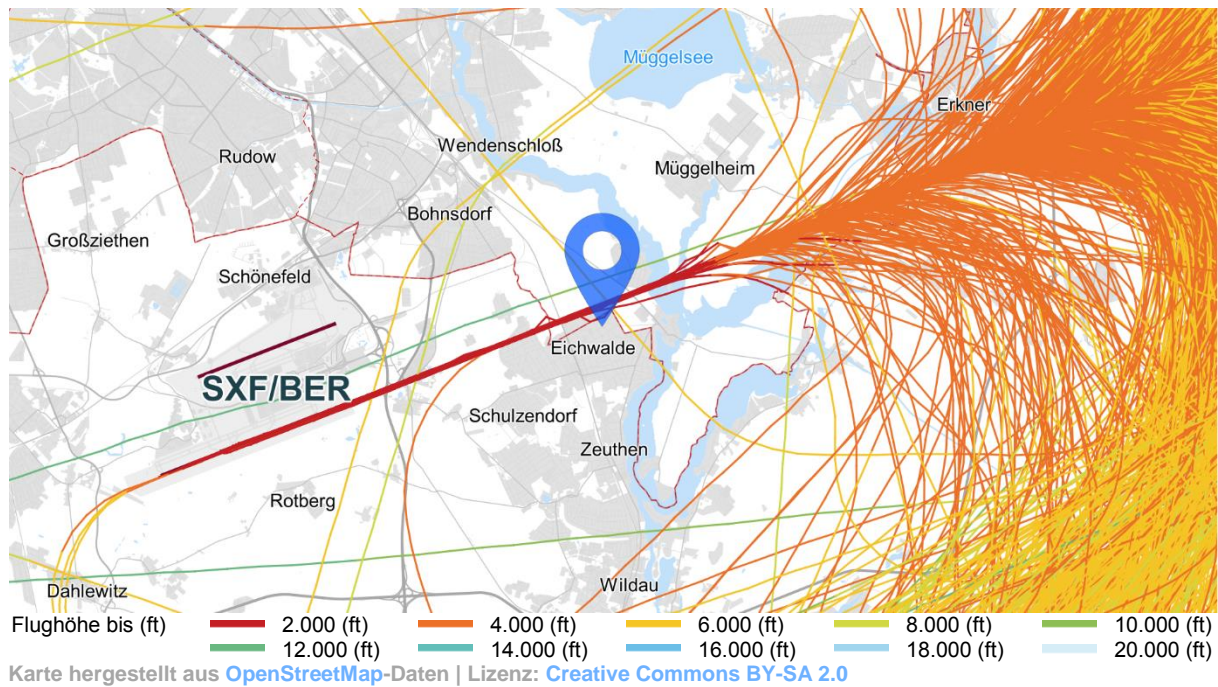 Müggelsee
Erkner
Wendenschloß
Rudow
Müggelheim
Bohnsdorf
Großziethen
Schönefeld
Eichwalde
SXF/BER
Schulzendorf
Zeuthen
Rotberg
Wildau
Dahlewitz
Flughöhe bis (ft) 2.000 (ft) 4.000 (ft) 6.000 (ft) 8.000 (ft) 10.000 (ft)
12.000 (ft) 14.000 (ft) 16.000 (ft) 18.000 (ft) 20.000 (ft)
Karte hergestellt aus OpenStreetMap-Daten | Lizenz: Creative Commons BY-SA 2.0